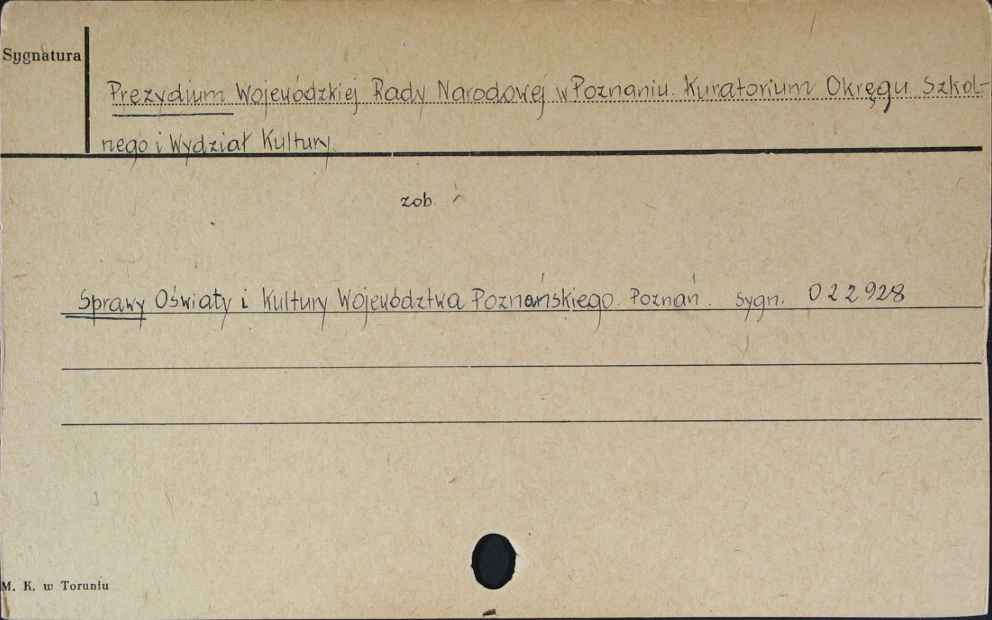 Sygnatura
Prezydium Wojewódzkiej Rady Narodowej w Poznaniu. Kuratorium Okręgu Szkol-
nego i Wydział Kultury.
zob.
Sprawy Oświaty i Kultury Województwa Poznańskiego. Poznań. Sygn. 022928
M. K. w Toruniu